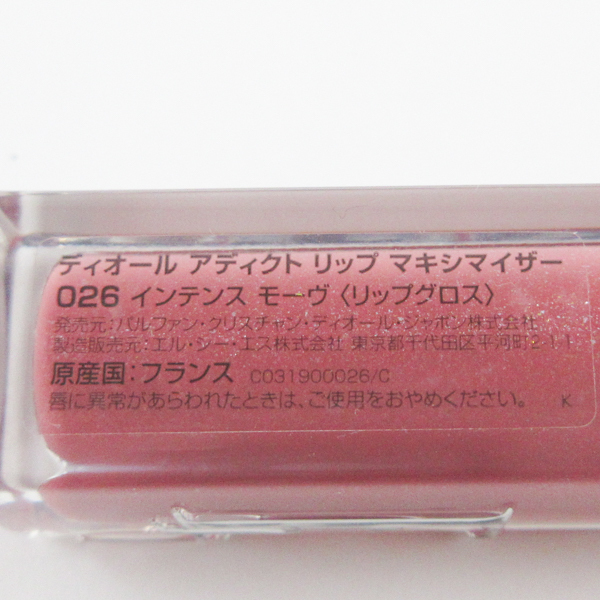 ディオール アディクト リップ マキシマイザー
026 インテンス モーヴ〈リップグロス〉
発売元:パルファン・クリスチャン・ディオール・ジャポン株式会社
製造販売元:エル・シー・エス株式会社 東京都千代田区平河町2-1-1
原産国:フランス C031900026/C
唇に異常があらわれたときは、ご使用をおやめください。 K